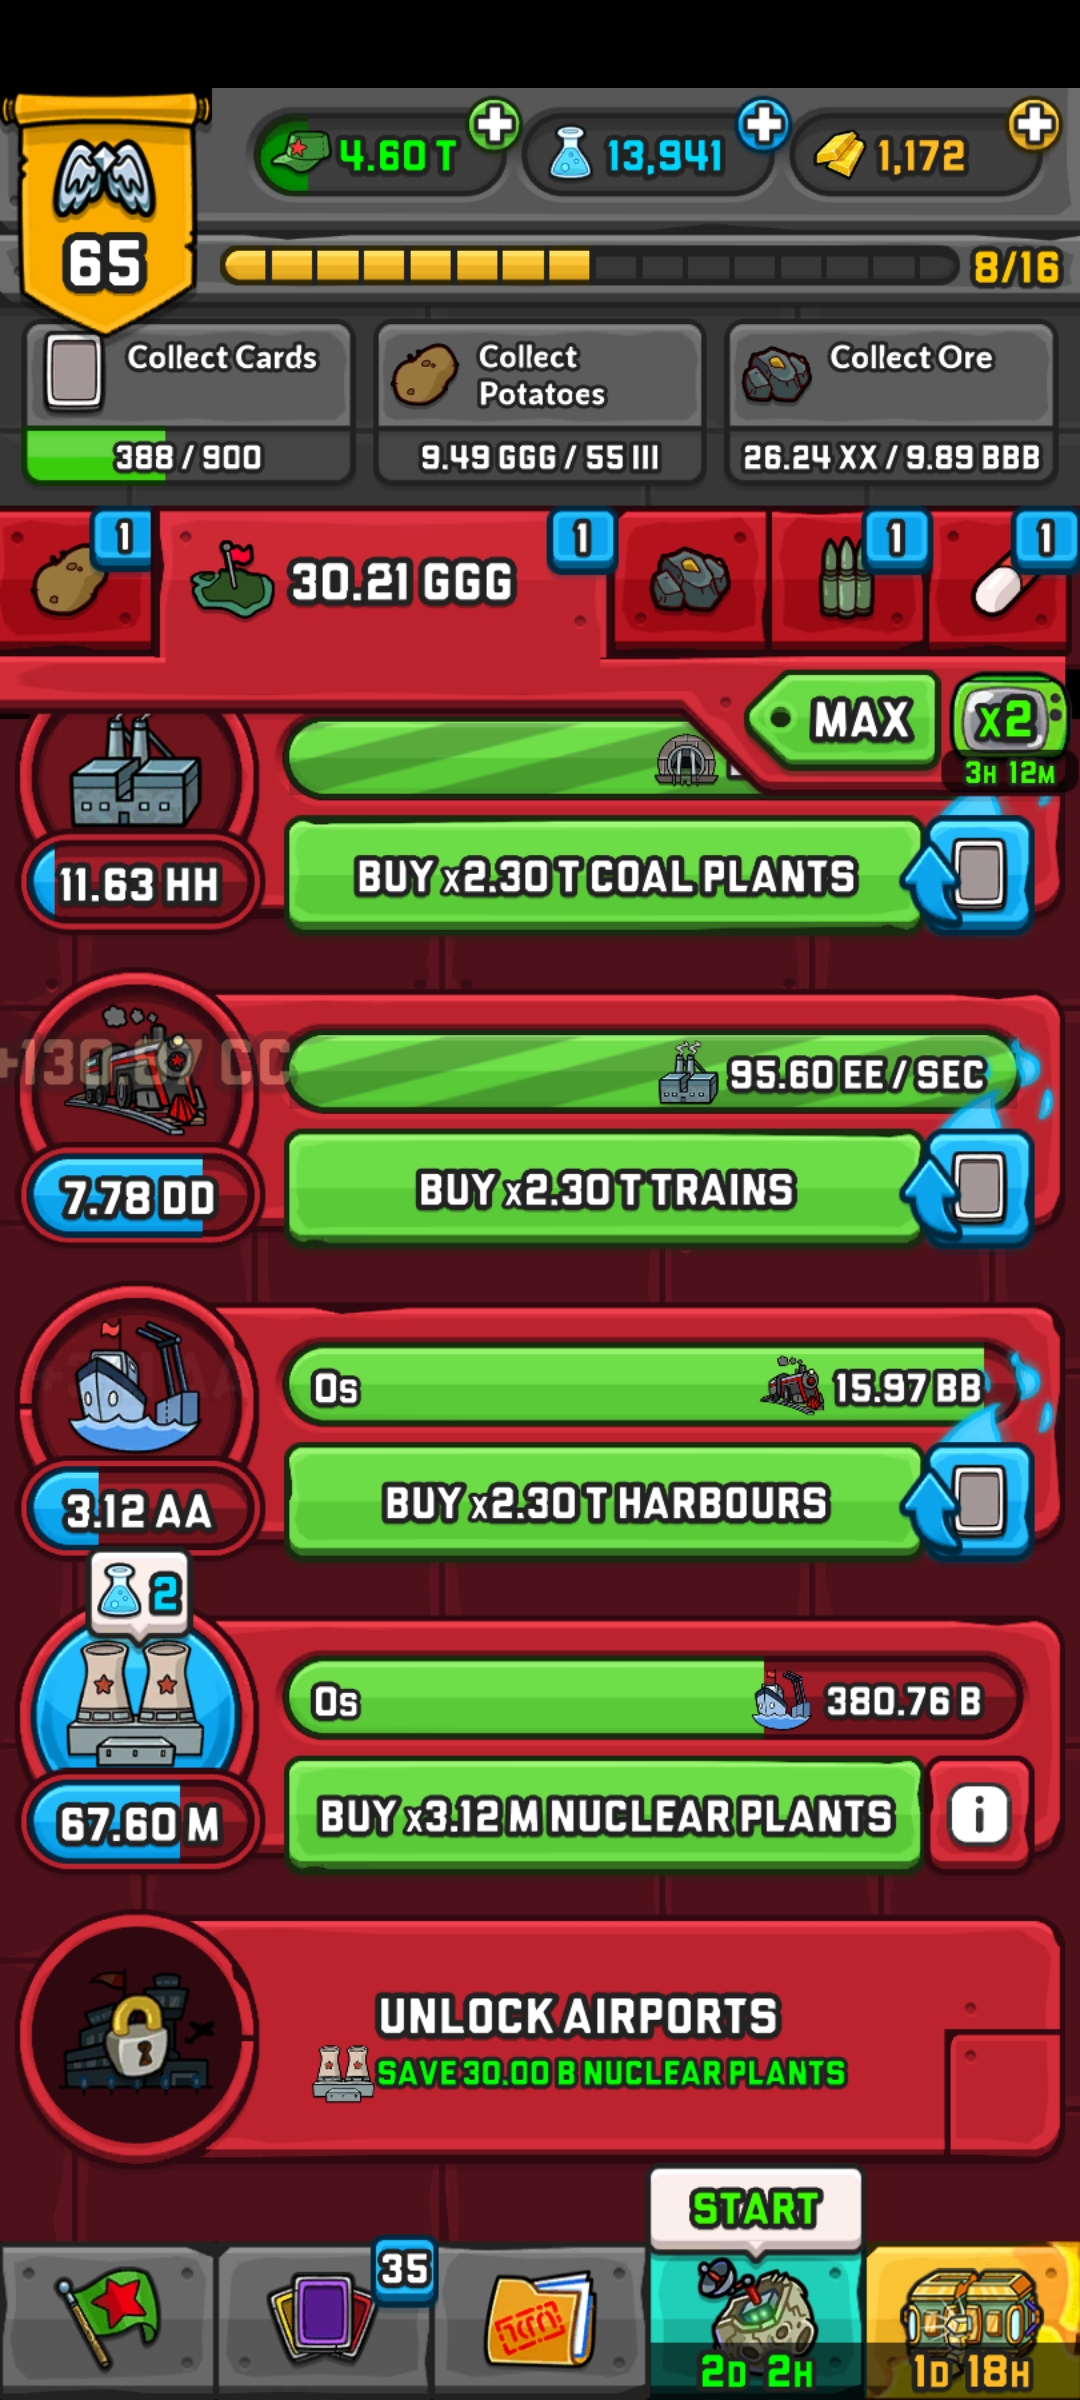 4.60 T
13,941
1,172
65
8/16
Collect Cards
388 / 900
Collect
Potatoes
9.49 GGG / 55 III
Collect Ore
26.24 XX / 9.89 BBB
1
30.21 GGG
1
1
1
MAX
x2
3H 12M
11.63 HH
BUY x2.30 T COAL PLANTS
95.60 EE / SEC
7.78 DD
BUY x2.30 T TRAINS
0s
15.97 BB
3.12 AA
BUY x2.30 T HARBOURS
2
0s
380.76 B
67.60 M
BUY x3.12 M NUCLEAR PLANTS
i
UNLOCK AIRPORTS
SAVE 30.00 B NUCLEAR PLANTS
START
35
2D 2H
1D 18H